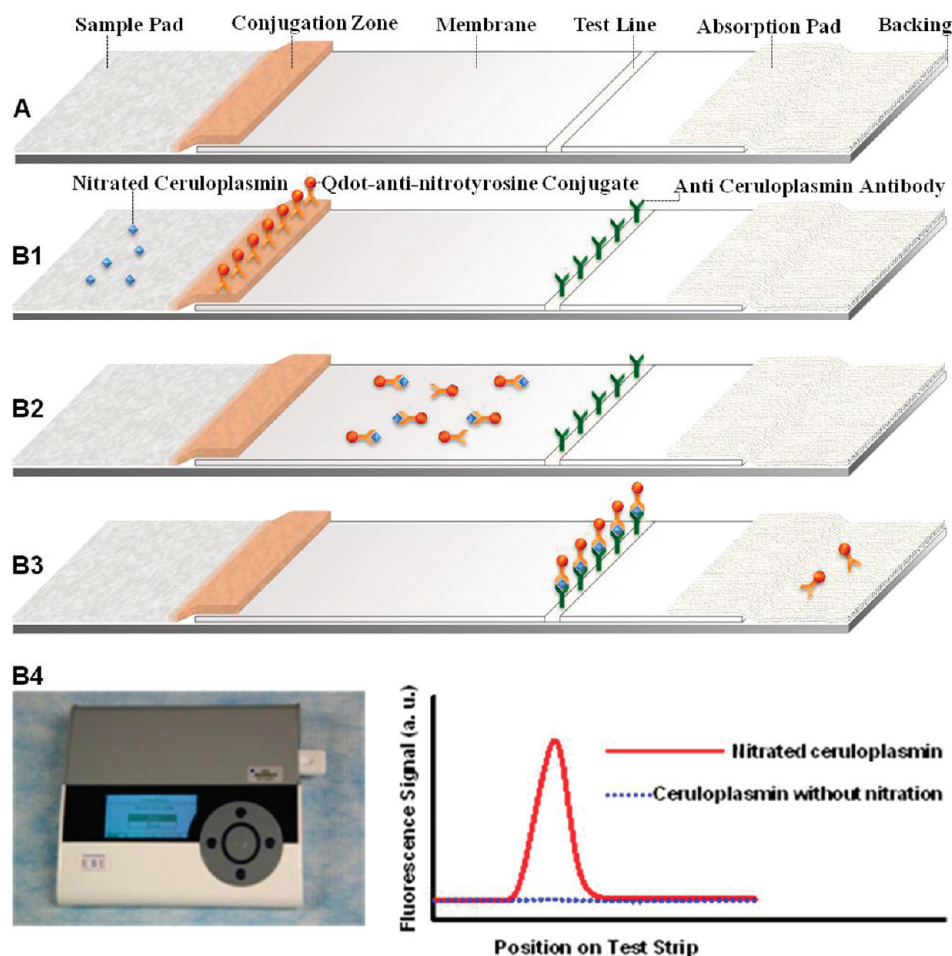 Sample Pad Conjugation Zone Membrane Test Line Absorption Pad Backing
A
Nitrated Ceruloplasmin Qdot-anti-nitrotyrosine Conjugate Anti Ceruloplasmin Antibody
B1
B2
B3
B4
ESE
Fluorescence Signal (a. u.)
Nitrated ceruloplasmin
Ceruloplasmin without nitration
Position on Test Strip